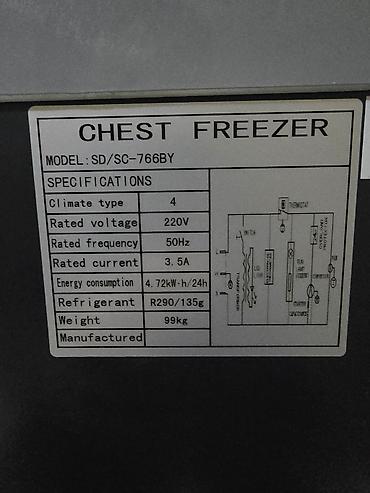 CHEST FREEZER
MODEL:SD/SC-766BY
SPECIFICATIONS
Climate type 4
Rated voltage 220V
Rated frequency 50Hz
Rated current 3.5A
Energy consumption 4.72kW·h/24h
Refrigerant R290/135g
Weight 99kg
Manufactured
THERMOSTAT